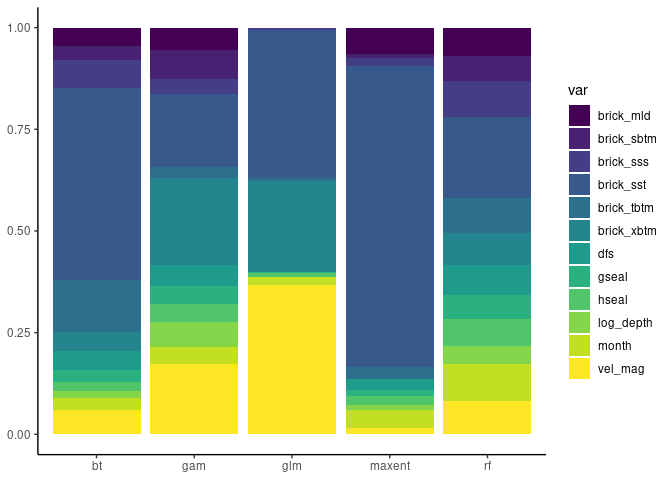 1.00
0.75
0.50
0.25
0.00
bt gam glm maxent rf
var
brick_mld
brick_sbtm
brick_sss
brick_sst
brick_tbtm
brick_xbtm
dfs
gseal
hseal
log_depth
month
vel_mag